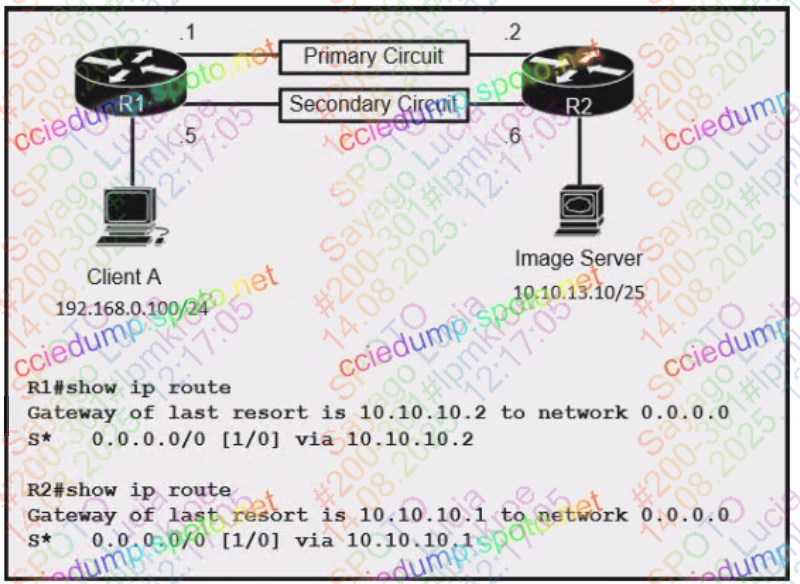 .1
.2
Primary Circuit
R1
Secondary Circuit
R2
.5
.6
Client A
192.168.0.100/24
Image Server
10.10.13.10/25
R1#show ip route
Gateway of last resort is 10.10.10.2 to network 0.0.0.0
S* 0.0.0.0/0 [1/0] via 10.10.10.2
R2#show ip route
Gateway of last resort is 10.10.10.1 to network 0.0.0.0
S* 0.0.0.0/0 [1/0] via 10.10.10.1
cciedump.spoto.net
SPOTO
Sayago Lucia
#200-301#
14.08.2025. 12:17:05